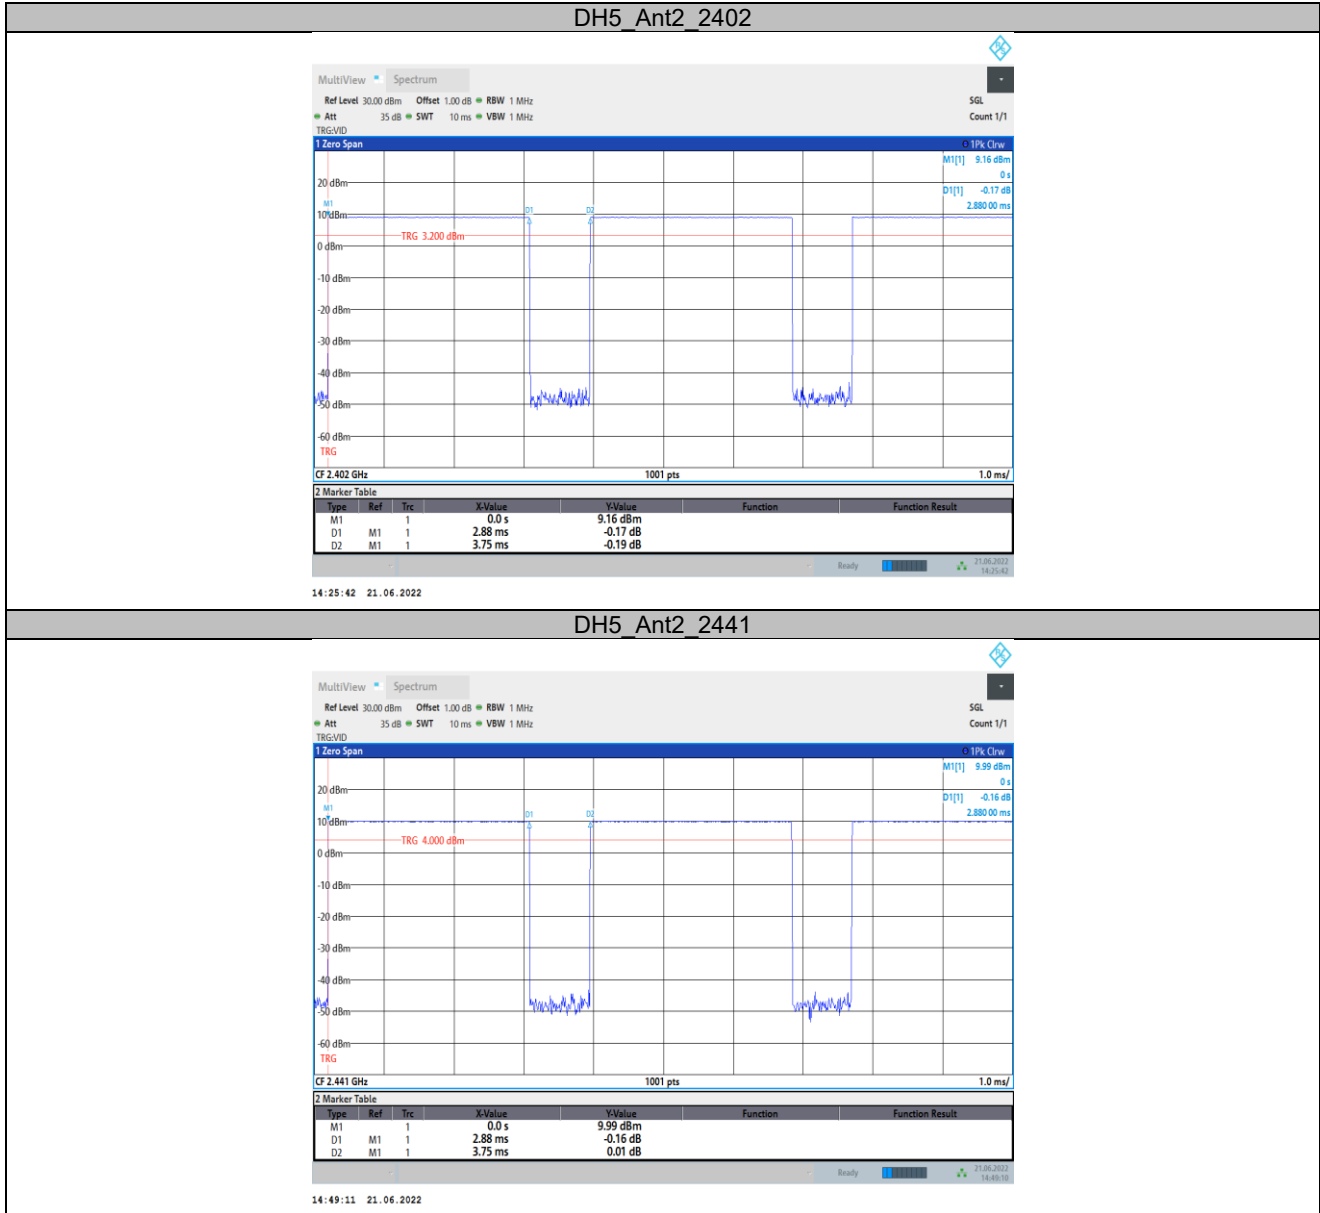 DH5_Ant2_2402
MultiView Spectrum
Ref Level 30.00 dBm Offset 1.00 dB RBW 1 MHz SGL
Att 35 dB SWT 10 ms VBW 1 MHz Count 1/1
TRG:VID
1 Zero Span 1Pk Clrw
M1[1] 9.16 dBm
0 s
20 dBm D1[1] -0.17 dB
M1 2.880 00 ms
D1 D2
10 dBm
TRG 3.200 dBm
0 dBm
-10 dBm
-20 dBm
-30 dBm
-40 dBm
-50 dBm
-60 dBm
TRG
CF 2.402 GHz 1001 pts 1.0 ms/
2 Marker Table
Type Ref Trc X-Value Y-Value Function Function Result
M1 1 0.0 s 9.16 dBm
D1 M1 1 2.88 ms -0.17 dB
D2 M1 1 3.75 ms -0.19 dB
Ready 21.06.2022
14:25:42
14:25:42 21.06.2022
DH5_Ant2_2441
MultiView Spectrum
Ref Level 30.00 dBm Offset 1.00 dB RBW 1 MHz SGL
Att 35 dB SWT 10 ms VBW 1 MHz Count 1/1
TRG:VID
1 Zero Span 1Pk Clrw
M1[1] 9.99 dBm
0 s
20 dBm D1[1] -0.16 dB
M1 2.880 00 ms
D1 D2
10 dBm
TRG 4.000 dBm
0 dBm
-10 dBm
-20 dBm
-30 dBm
-40 dBm
-50 dBm
-60 dBm
TRG
CF 2.441 GHz 1001 pts 1.0 ms/
2 Marker Table
Type Ref Trc X-Value Y-Value Function Function Result
M1 1 0.0 s 9.99 dBm
D1 M1 1 2.88 ms -0.16 dB
D2 M1 1 3.75 ms 0.01 dB
Ready 21.06.2022
14:49:10
14:49:11 21.06.2022